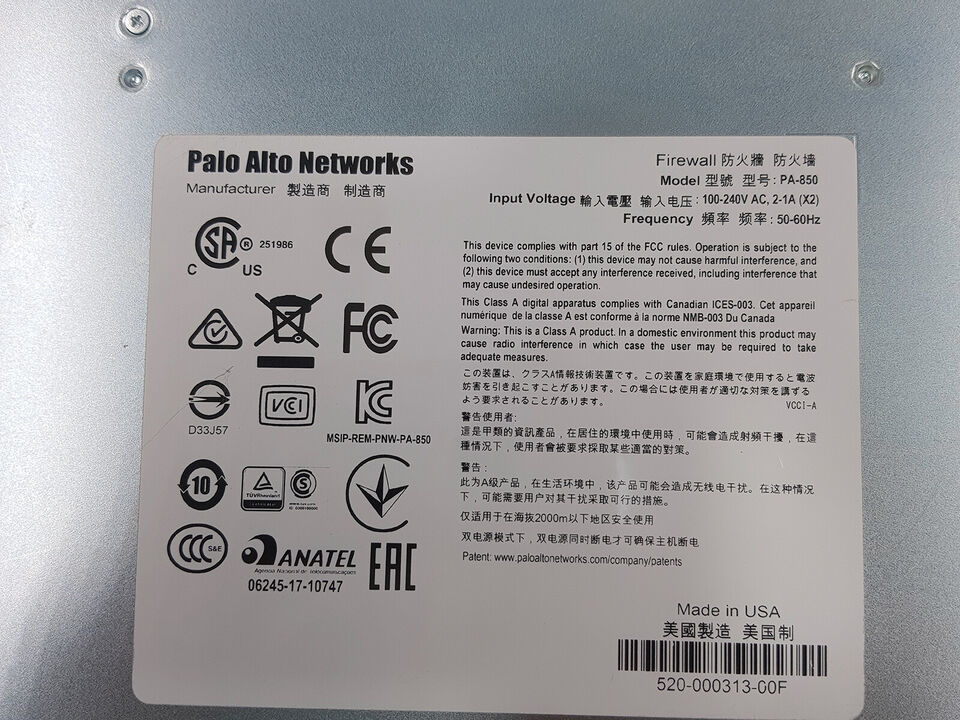 Palo Alto Networks
Manufacturer 製造商 制造商
Firewall 防火牆 防火墙
Model 型號 型号: PA-850
Input Voltage 輸入電壓 输入电压: 100-240V AC, 2-1A (X2)
Frequency 頻率 频率: 50-60Hz
SA ® 251986
C US
CE
FC
D33J57
VCI
MSIP-REM-PNW-PA-850
10
TÜVRheinland
S
CCC S&E
ANATEL
Agência Nacional de Telecomunicações
06245-17-10747
EAC
This device complies with part 15 of the FCC rules. Operation is subject to the
following two conditions: (1) this device may not cause harmful interference, and
(2) this device must accept any interference received, including interference that
may cause undesired operation.
This Class A digital apparatus complies with Canadian ICES-003. Cet appareil
numérique de la classe A est conforme à la norme NMB-003 Du Canada
Warning: This is a Class A product. In a domestic environment this product may
cause radio interference in which case the user may be required to take
adequate measures.
この装置は、クラスA情報技術装置です。この装置を家庭環境で使用すると電波
妨害を引き起こすことがあります。この場合には使用者が適切な対策を講ずる
よう要求されることがあります。 VCCI-A
警告使用者:
這是甲類的資訊產品，在居住的環境中使用時，可能會造成射頻干擾，在這
種情況下，使用者會被要求採取某些適當的對策。
警告:
此为A级产品，在生活环境中，该产品可能会造成无线电干扰。在这种情况
下，可能需要用户对其干扰采取可行的措施。
仅适用于在海拔2000m以下地区安全使用
双电源模式下，双电源同时断电才可确保主机断电
Patent: www.paloaltonetworks.com/company/patents
Made in USA
美國製造 美国制
520-000313-00F